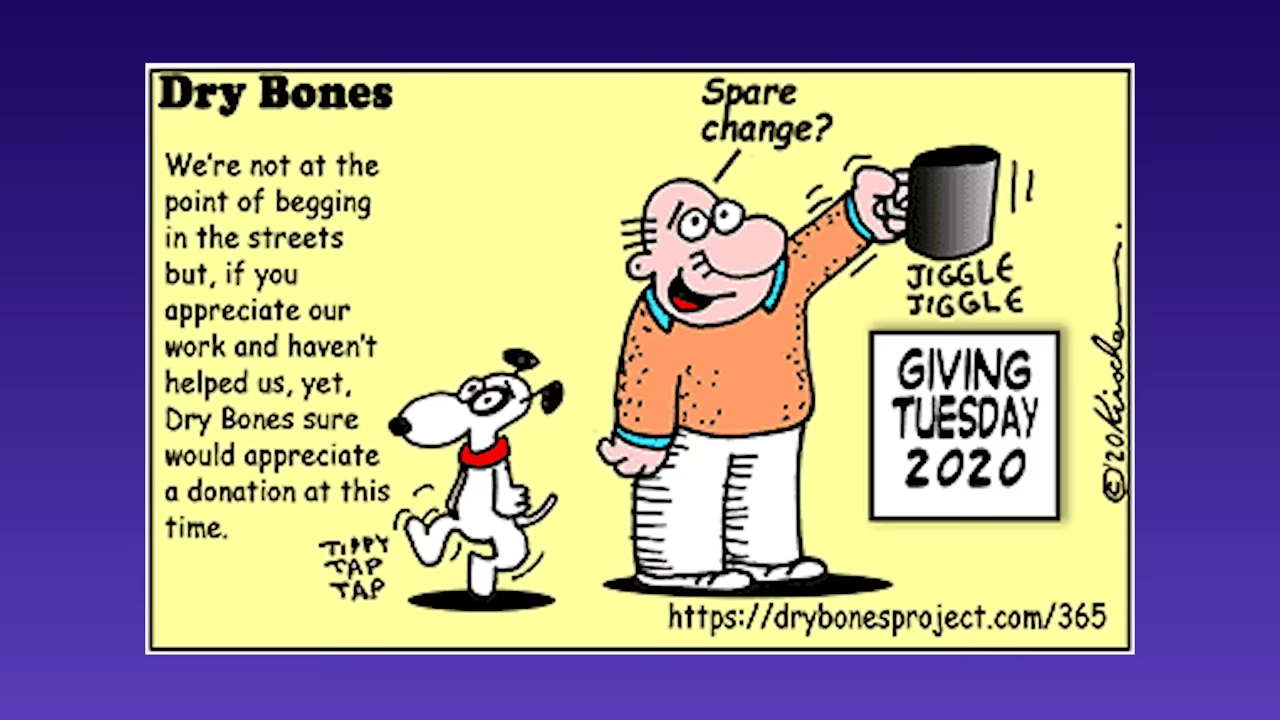 Dry Bones
We're not at the
point of begging
in the streets
but, if you
appreciate our
work and haven't
helped us, yet,
Dry Bones sure
would appreciate
a donation at this
time.
TIPPY
TAP
TAP
Spare
change?
JIGGLE
JIGGLE
GIVING
TUESDAY
2020
©'20 Kirschen
https://drybonesproject.com/365